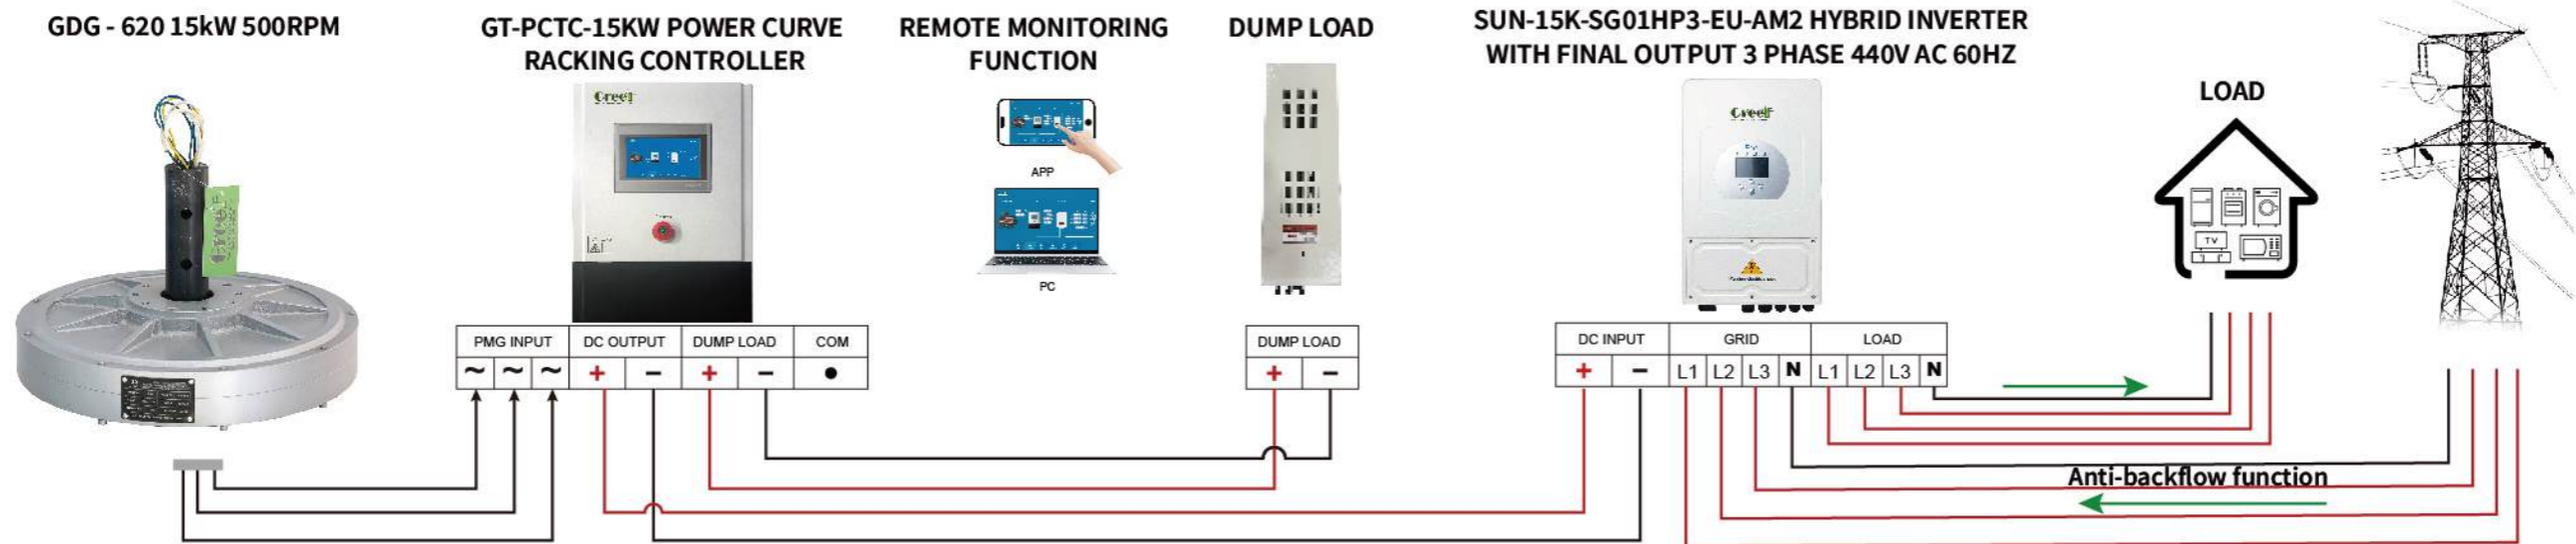 GDG - 620 15kW 500RPM
GT-PCTC-15KW POWER CURVE
RACKING CONTROLLER
REMOTE MONITORING
FUNCTION
DUMP LOAD
SUN-15K-SG01HP3-EU-AM2 HYBRID INVERTER
WITH FINAL OUTPUT 3 PHASE 440V AC 60HZ
LOAD
Greef
Greef
Greef
APP
PC
TV
PMG INPUT DC OUTPUT DUMP LOAD COM
~ ~ ~ + − + − •
DUMP LOAD
+ −
DC INPUT GRID LOAD
+ − L1 L2 L3 N L1 L2 L3 N
Anti-backflow function